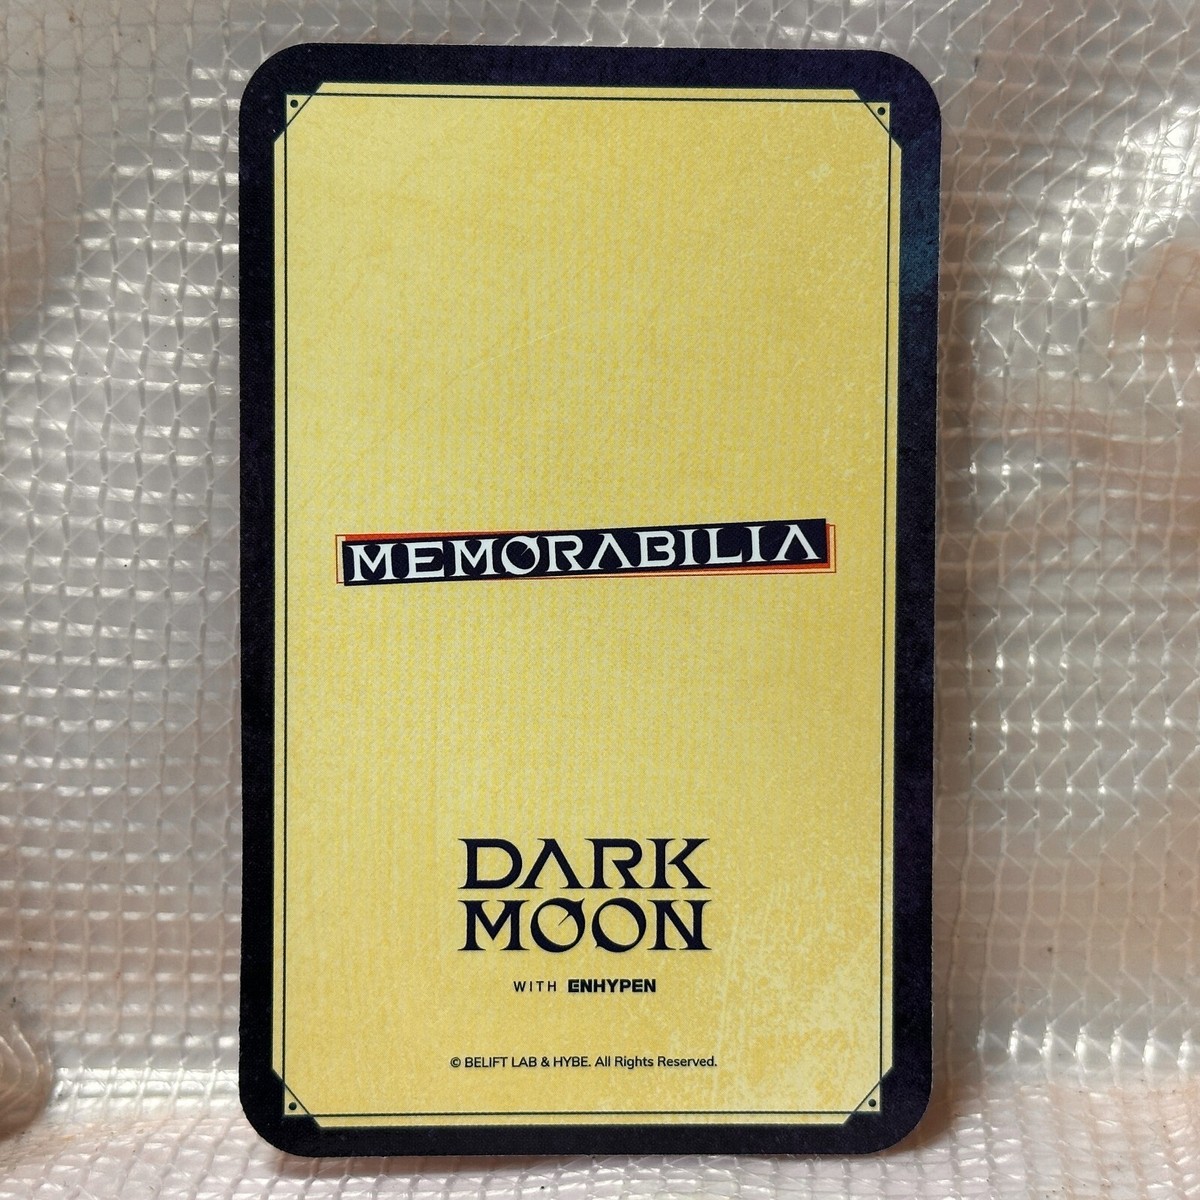 MEMORABILIA
DARK
MOON
WITH ENHYPEN
© BELIFT LAB & HYBE. All Rights Reserved.